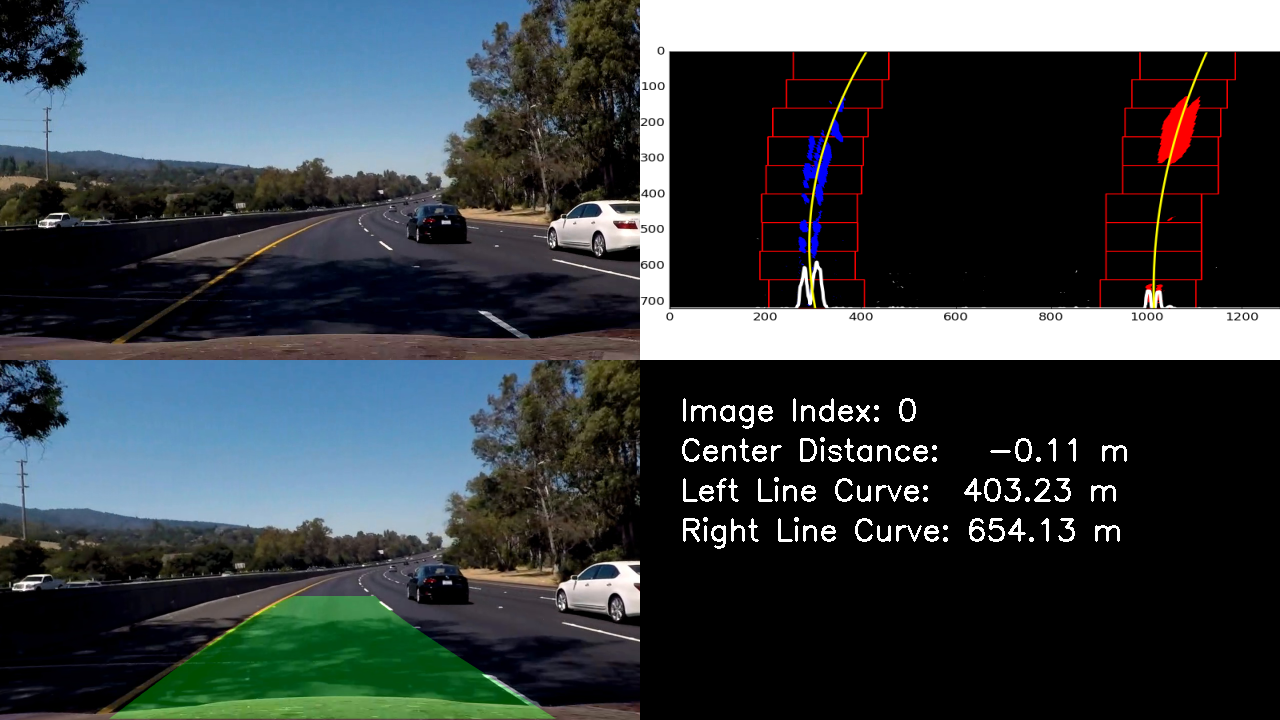 0
100
200
300
400
500
600
700
0 200 400 600 800 1000 1200
Image Index: 0
Center Distance: -0.11 m
Left Line Curve: 403.23 m
Right Line Curve: 654.13 m